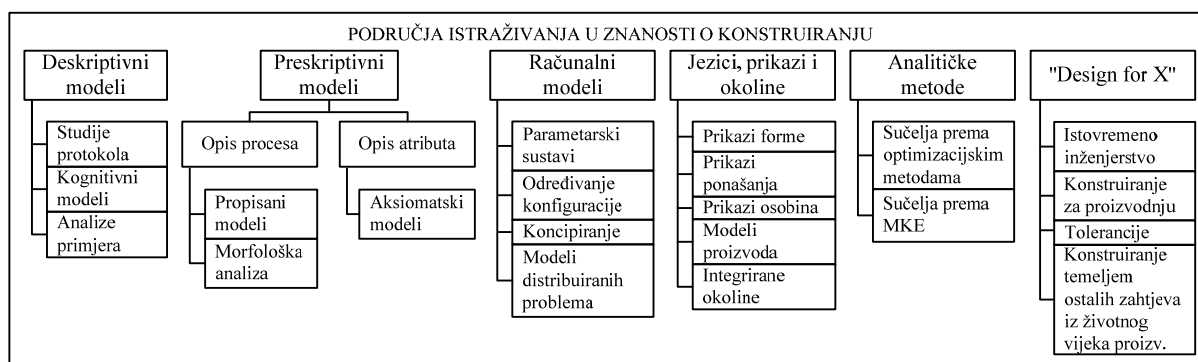 PODRUČJA ISTRAŽIVANJA U ZNANOSTI O KONSTRUIRANJU
Deskriptivni
modeli
Studije
protokola
Kognitivni
modeli
Analize
primjera
Preskriptivni
modeli
Opis procesa
Propisani
modeli
Morfološka
analiza
Opis atributa
Aksiomatski
modeli
Računalni
modeli
Parametarski
sustavi
Određivanje
konfiguracije
Koncipiranje
Modeli
distribuiranih
problema
Jezici, prikazi i
okoline
Prikazi forme
Prikazi
ponašanja
Prikazi osobina
Modeli
proizvoda
Integrirane
okoline
Analitičke
metode
Sučelja prema
optimizacijskim
metodama
Sučelja prema
MKE
"Design for X"
Istovremeno
inženjerstvo
Konstruiranje
za proizvodnju
Tolerancije
Konstruiranje
temeljem
ostalih zahtjeva
iz životnog
vijeka proizv.